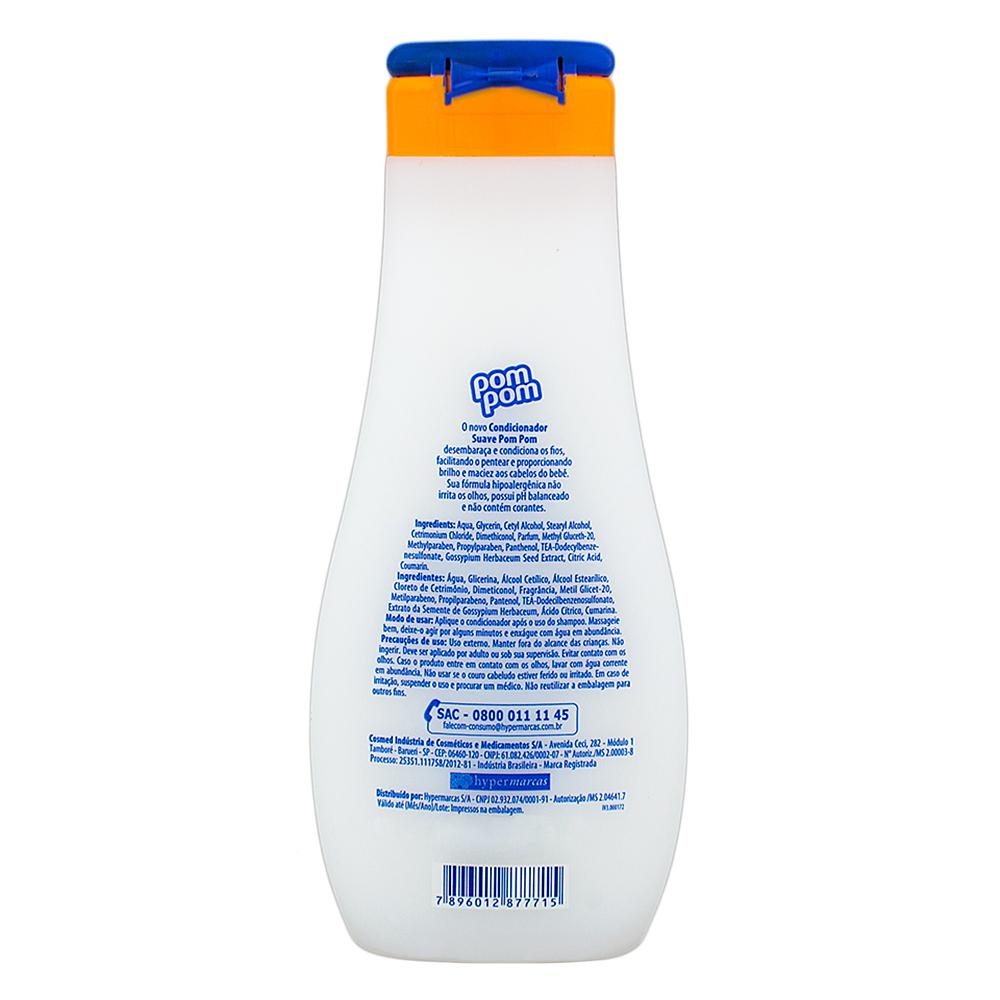 pom
pom
O novo Condicionador
Suave Pom Pom
desembaraça e condiciona os fios,
facilitando o pentear e proporcionando
brilho e maciez aos cabelos do bebê.
Sua fórmula hipoalergênica não
irrita os olhos, possui pH balanceado
e não contém corantes.
Ingredients: Aqua, Glycerin, Cetyl Alcohol, Stearyl Alcohol,
Cetrimonium Chloride, Dimethiconol, Parfum, Methyl Gluceth-20,
Methylparaben, Propylparaben, Panthenol, TEA-Dodecylbenze-
nesulfonate, Gossypium Herbaceum Seed Extract, Citric Acid,
Coumarin.
Ingredientes: Água, Glicerina, Álcool Cetílico, Álcool Estearílico,
Cloreto de Cetrimônio, Dimeticonol, Fragrância, Metil Glicet-20,
Metilparabeno, Propilparabeno, Pantenol, TEA-Dodecilbenzenosulfonato,
Extrato da Semente de Gossypium Herbaceum, Ácido Cítrico, Cumarina.
Modo de usar: Aplique o condicionador após o uso do shampoo. Massageie
bem, deixe-o agir por alguns minutos e enxágue com água em abundância.
Precauções de uso: Uso externo. Manter fora do alcance das crianças. Não
ingerir. Deve ser aplicado por adulto ou sob sua supervisão. Evitar contato com os
olhos. Caso o produto entre em contato com os olhos, lavar com água corrente
em abundância. Não usar se o couro cabeludo estiver ferido ou irritado. Em caso de
irritação, suspender o uso e procurar um médico. Não reutilizar a embalagem para
outros fins.
SAC - 0800 011 11 45
falecom-consumo@hypermarcas.com.br
Cosmed Indústria de Cosméticos e Medicamentos S/A - Avenida Ceci, 282 - Módulo 1
Tamboré - Barueri - SP - CEP: 06460-120 - CNPJ: 61.082.426/0002-07 - N° Autoriz./MS 2.00003-8
Processo: 25351.111758/2012-81 - Indústria Brasileira - Marca Registrada
hypermarcas
Distribuído por: Hypermarcas S/A - CNPJ 02.932.074/0001-91 - Autorização /MS 2.04641.7
Válido até (Mês/Ano)/Lote: Impressos na embalagem.
7 896012 877715